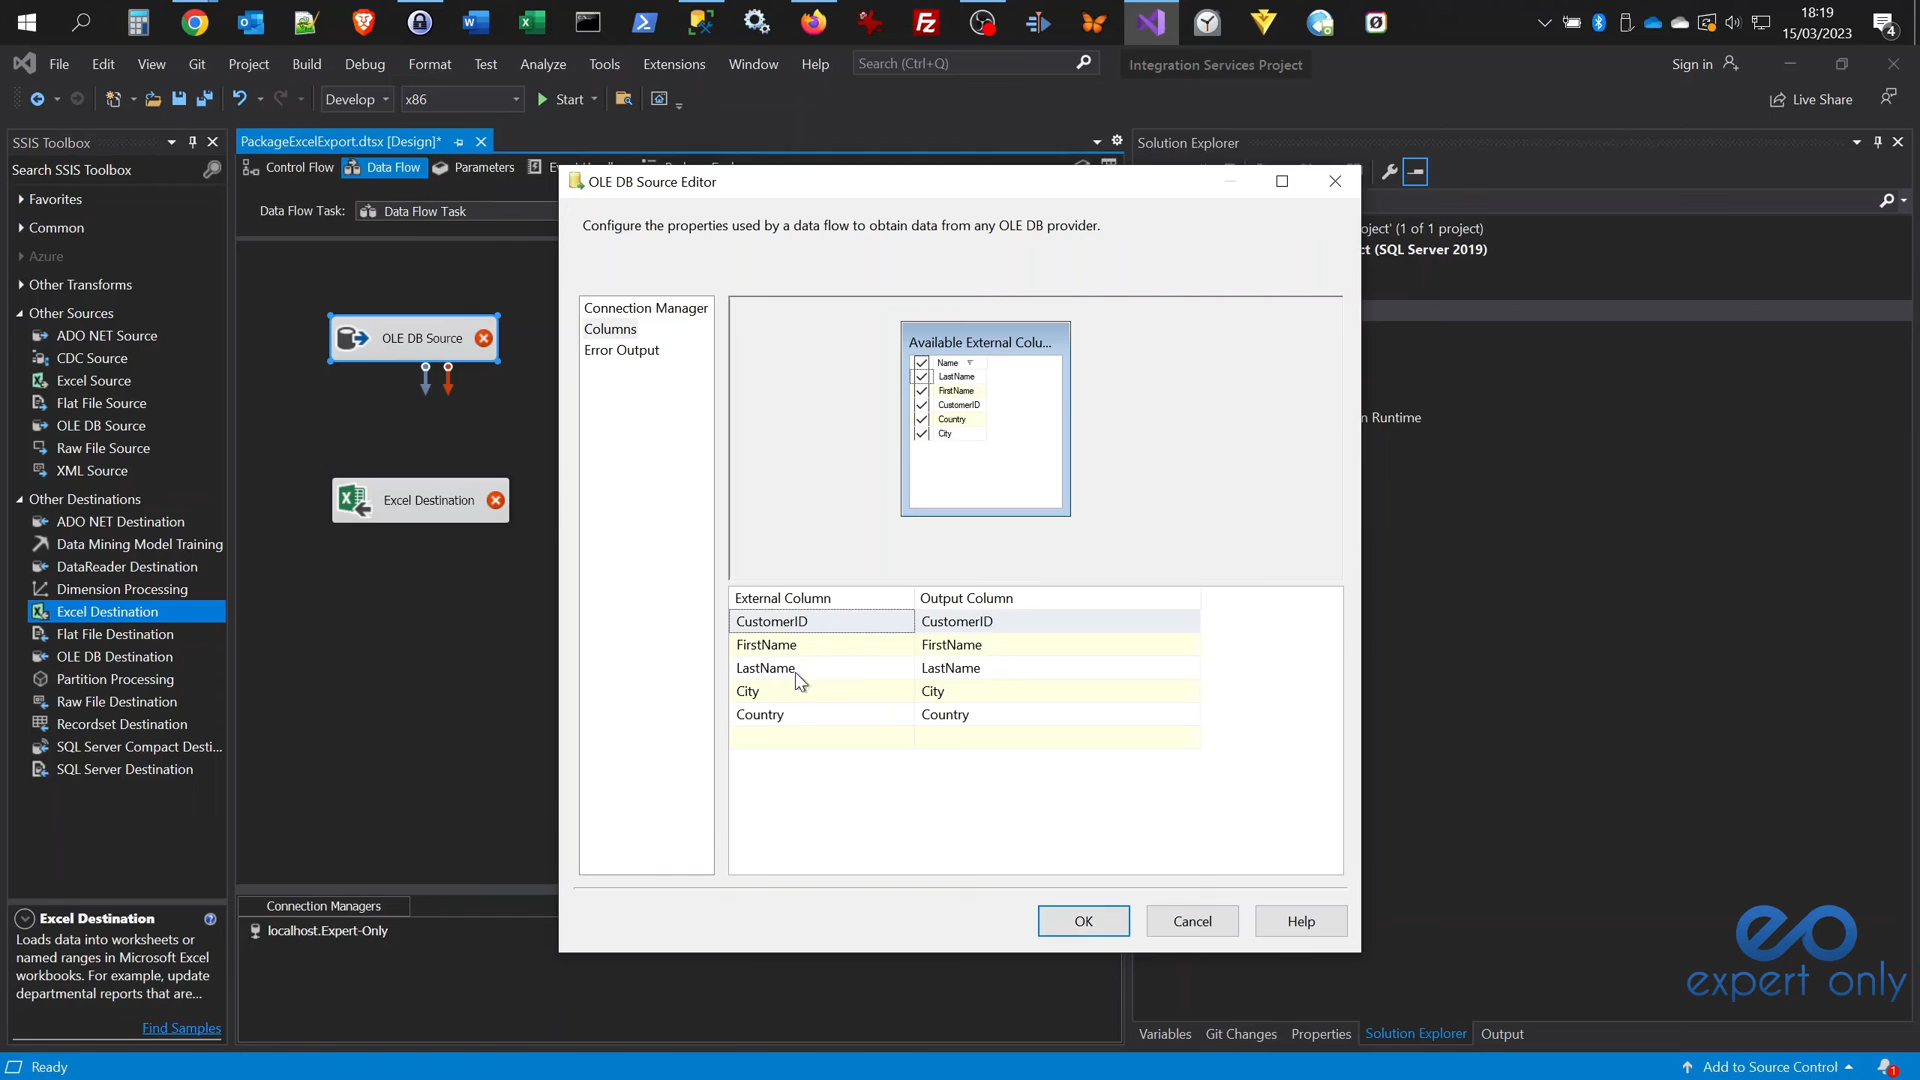 18:19
15/03/2023
4
File Edit View Git Project Build Debug Format Test Analyze Tools Extensions Window Help Search (Ctrl+Q) Integration Services Project Sign in
Develop x86 Start Live Share
SSIS Toolbox
Search SSIS Toolbox
Favorites
Common
Azure
Other Transforms
Other Sources
ADO NET Source
CDC Source
Excel Source
Flat File Source
OLE DB Source
Raw File Source
XML Source
Other Destinations
ADO NET Destination
Data Mining Model Training
DataReader Destination
Dimension Processing
Excel Destination
Flat File Destination
OLE DB Destination
Partition Processing
Raw File Destination
Recordset Destination
SQL Server Compact Desti...
SQL Server Destination
Excel Destination
Loads data into worksheets or
named ranges in Microsoft Excel
workbooks. For example, update
departmental reports that are...
Find Samples
PackageExcelExport.dtsx [Design]*
Control Flow Data Flow Parameters
Data Flow Task: Data Flow Task
OLE DB Source
Excel Destination
Connection Managers
localhost.Expert-Only
OLE DB Source Editor
Configure the properties used by a data flow to obtain data from any OLE DB provider.
Connection Manager
Columns
Error Output
Available External Colu...
Name
LastName
FirstName
CustomerID
Country
City
External Column Output Column
CustomerID CustomerID
FirstName FirstName
LastName LastName
City City
Country Country
OK Cancel Help
Solution Explorer
oject' (1 of 1 project)
ct (SQL Server 2019)
n Runtime
expert only
Variables Git Changes Properties Solution Explorer Output
Ready
Add to Source Control
1